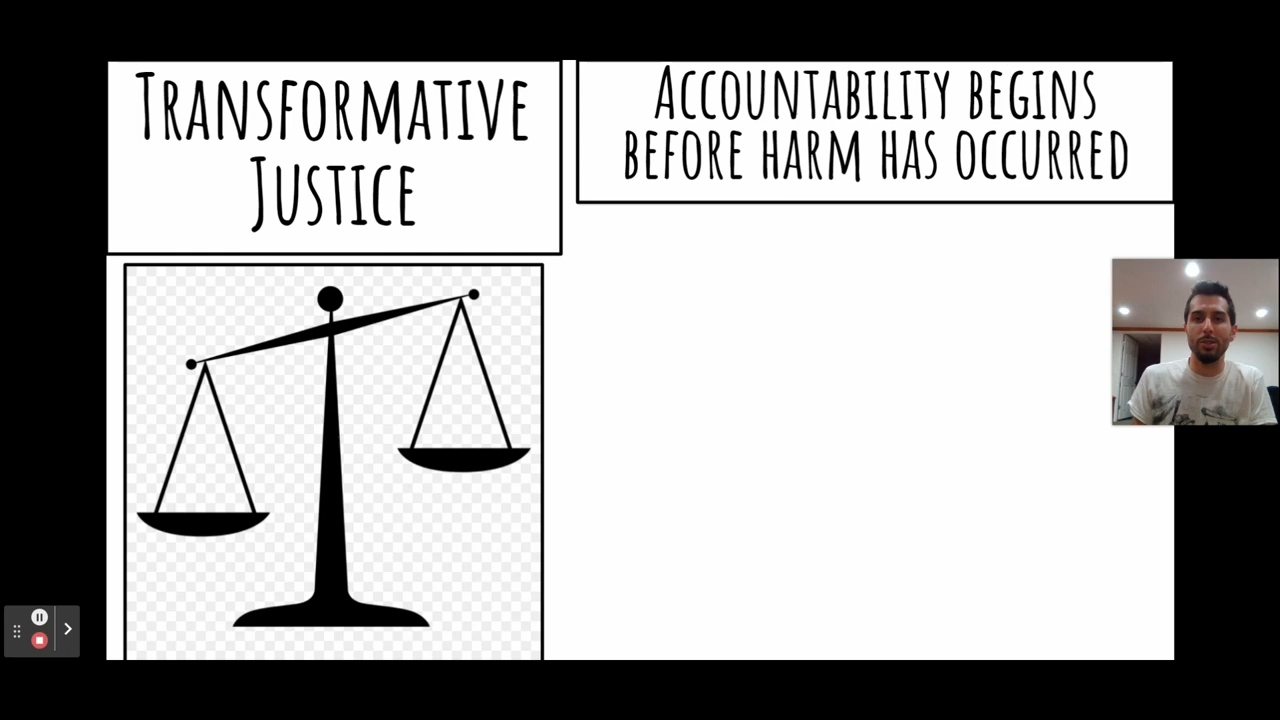 Transformative
Justice
Accountability begins
before harm has occurred